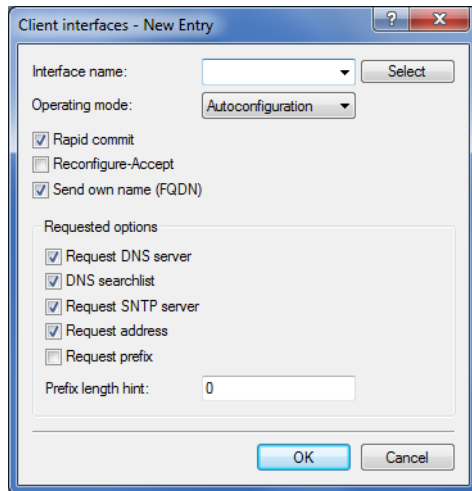 Client interfaces - New Entry
Interface name:
Select
Operating mode:
Autoconfiguration
Rapid commit
Reconfigure-Accept
Send own name (FQDN)
Requested options
Request DNS server
DNS searchlist
Request SNTP server
Request address
Request prefix
Prefix length hint:
0
OK
Cancel